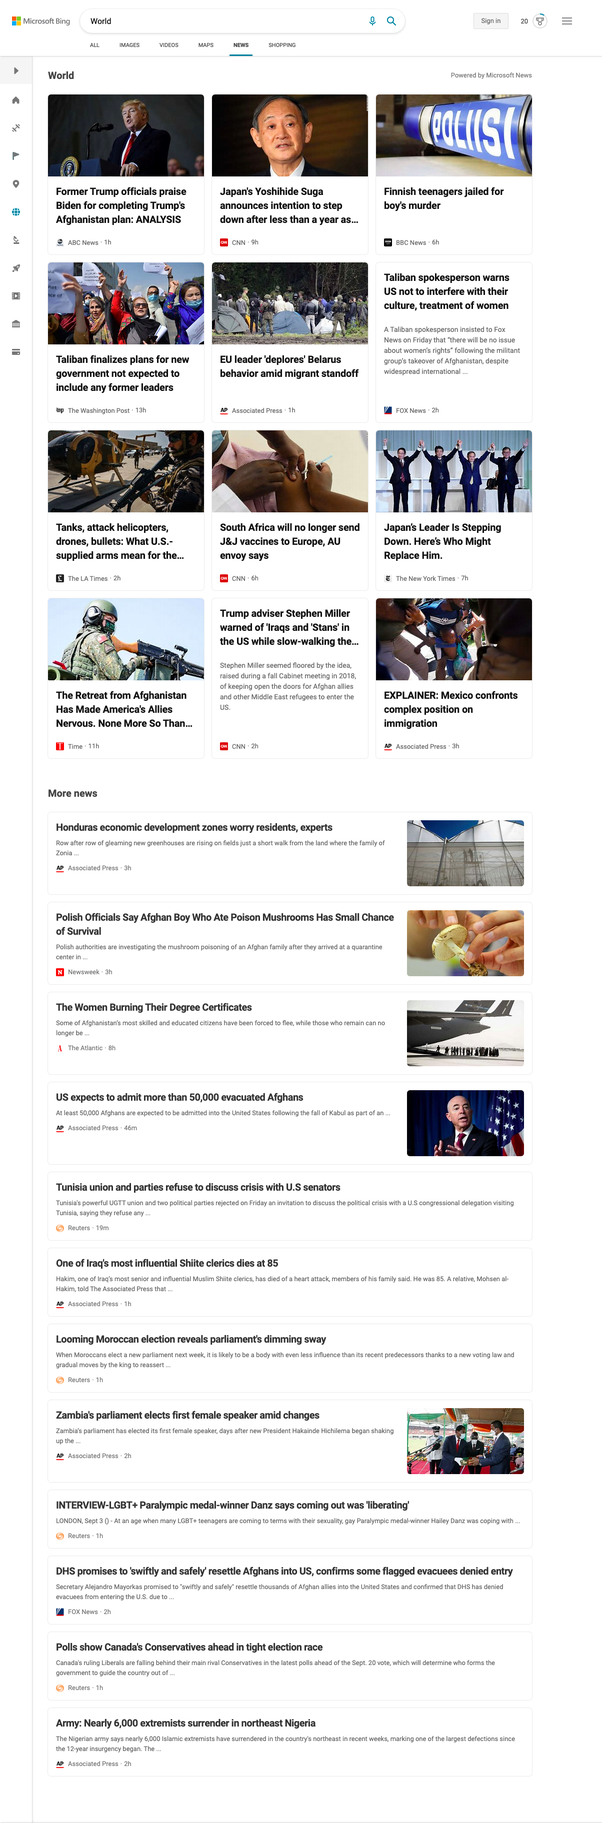 Microsoft Bing
World
Sign in
20
ALL
IMAGES
VIDEOS
MAPS
NEWS
SHOPPING
World
Powered by Microsoft News
Former Trump officials praise
Biden for completing Trump's
Afghanistan plan: ANALYSIS
ABC News · 1h
Japan's Yoshihide Suga
announces intention to step
down after less than a year as...
CNN · 9h
POLIISI
Finnish teenagers jailed for
boy's murder
BBC News · 6h
Taliban finalizes plans for new
government not expected to
include any former leaders
wp The Washington Post · 13h
EU leader 'deplores' Belarus
behavior amid migrant standoff
AP Associated Press · 1h
Taliban spokesperson warns
US not to interfere with their
culture, treatment of women
A Taliban spokesperson insisted to Fox
News on Friday that "there will be no issue
about women's rights" following the militant
group's takeover of Afghanistan, despite
widespread international ...
FOX News · 2h
Tanks, attack helicopters,
drones, bullets: What U.S.-
supplied arms mean for the...
The LA Times · 2h
South Africa will no longer send
J&J vaccines to Europe, AU
envoy says
CNN · 6h
Japan's Leader Is Stepping
Down. Here's Who Might
Replace Him.
The New York Times · 7h
The Retreat from Afghanistan
Has Made America's Allies
Nervous. None More So Than...
Time · 11h
Trump adviser Stephen Miller
warned of 'Iraqs and 'Stans' in
the US while slow-walking the...
Stephen Miller seemed floored by the idea,
raised during a fall Cabinet meeting in 2018,
of keeping open the doors for Afghan allies
and other Middle East refugees to enter the
US.
CNN · 2h
EXPLAINER: Mexico confronts
complex position on
immigration
AP Associated Press · 3h
More news
Honduras economic development zones worry residents, experts
Row after row of gleaming new greenhouses are rising on fields just a short walk from the land where the family of
Zonia ...
AP Associated Press · 3h
Polish Officials Say Afghan Boy Who Ate Poison Mushrooms Has Small Chance
of Survival
Polish authorities are investigating the mushroom poisoning of an Afghan family after they arrived at a quarantine
center in ...
N Newsweek · 3h
The Women Burning Their Degree Certificates
Some of Afghanistan's most skilled and educated citizens have been forced to flee, while those who remain can no
longer be ...
The Atlantic · 8h
US expects to admit more than 50,000 evacuated Afghans
At least 50,000 Afghans are expected to be admitted into the United States following the fall of Kabul as part of an ...
AP Associated Press · 46m
Tunisia union and parties refuse to discuss crisis with U.S senators
Tunisia's powerful UGTT union and two political parties rejected on Friday an invitation to discuss the political crisis with a U.S congressional delegation visiting
Tunisia, saying they refuse any ...
Reuters · 19m
One of Iraq's most influential Shiite clerics dies at 85
Hakim, one of Iraq's most senior and influential Muslim Shiite clerics, has died of a heart attack, members of his family said. He was 85. A relative, Mohsen al-
Hakim, told The Associated Press that ...
AP Associated Press · 1h
Looming Moroccan election reveals parliament's dimming sway
When Moroccans elect a new parliament next week, it is likely to be a body with even less influence than its recent predecessors thanks to a new voting law and
gradual moves by the king to reassert ...
Reuters · 1h
Zambia's parliament elects first female speaker amid changes
Zambia's parliament has elected its first female speaker, days after new President Hakainde Hichilema began shaking
up the ...
AP Associated Press · 2h
INTERVIEW-LGBT+ Paralympic medal-winner Danz says coming out was 'liberating'
LONDON, Sept 3 () - At an age when many LGBT+ teenagers are coming to terms with their sexuality, gay Paralympic medal-winner Hailey Danz was coping with ...
Reuters · 1h
DHS promises to 'swiftly and safely' resettle Afghans into US, confirms some flagged evacuees denied entry
Secretary Alejandro Mayorkas promised to "swiftly and safely" resettle thousands of Afghan allies into the United States and confirmed that DHS has denied
evacuees from entering the U.S. due to ...
FOX News · 2h
Polls show Canada's Conservatives ahead in tight election race
Canada's ruling Liberals are falling behind their main rival Conservatives in the latest polls ahead of the Sept. 20 vote, which will determine who forms the
government to guide the country out of ...
Reuters · 1h
Army: Nearly 6,000 extremists surrender in northeast Nigeria
The Nigerian army says nearly 6,000 Islamic extremists have surrendered in the country's northeast in recent weeks, marking one of the largest defections since
the 12-year insurgency began. The ...
AP Associated Press · 2h